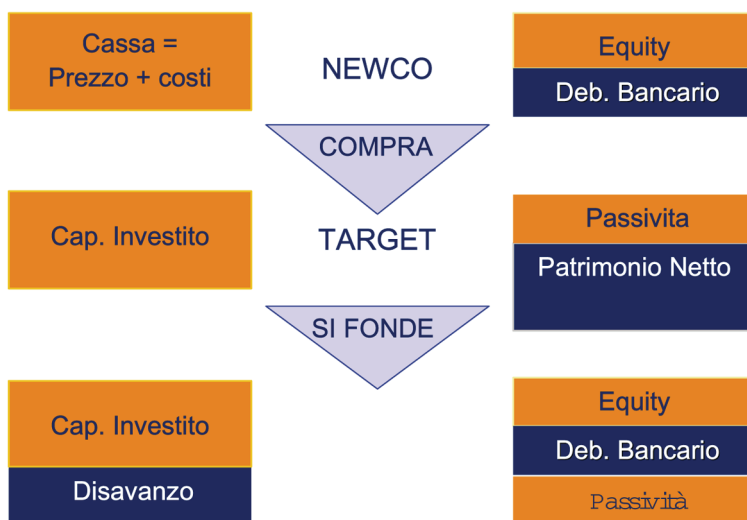 Cassa =
Prezzo + costi
NEWCO
Equity
Deb. Bancario
COMPRA
Cap. Investito
TARGET
Passivita
Patrimonio Netto
SI FONDE
Cap. Investito
Disavanzo
Equity
Deb. Bancario
Passività